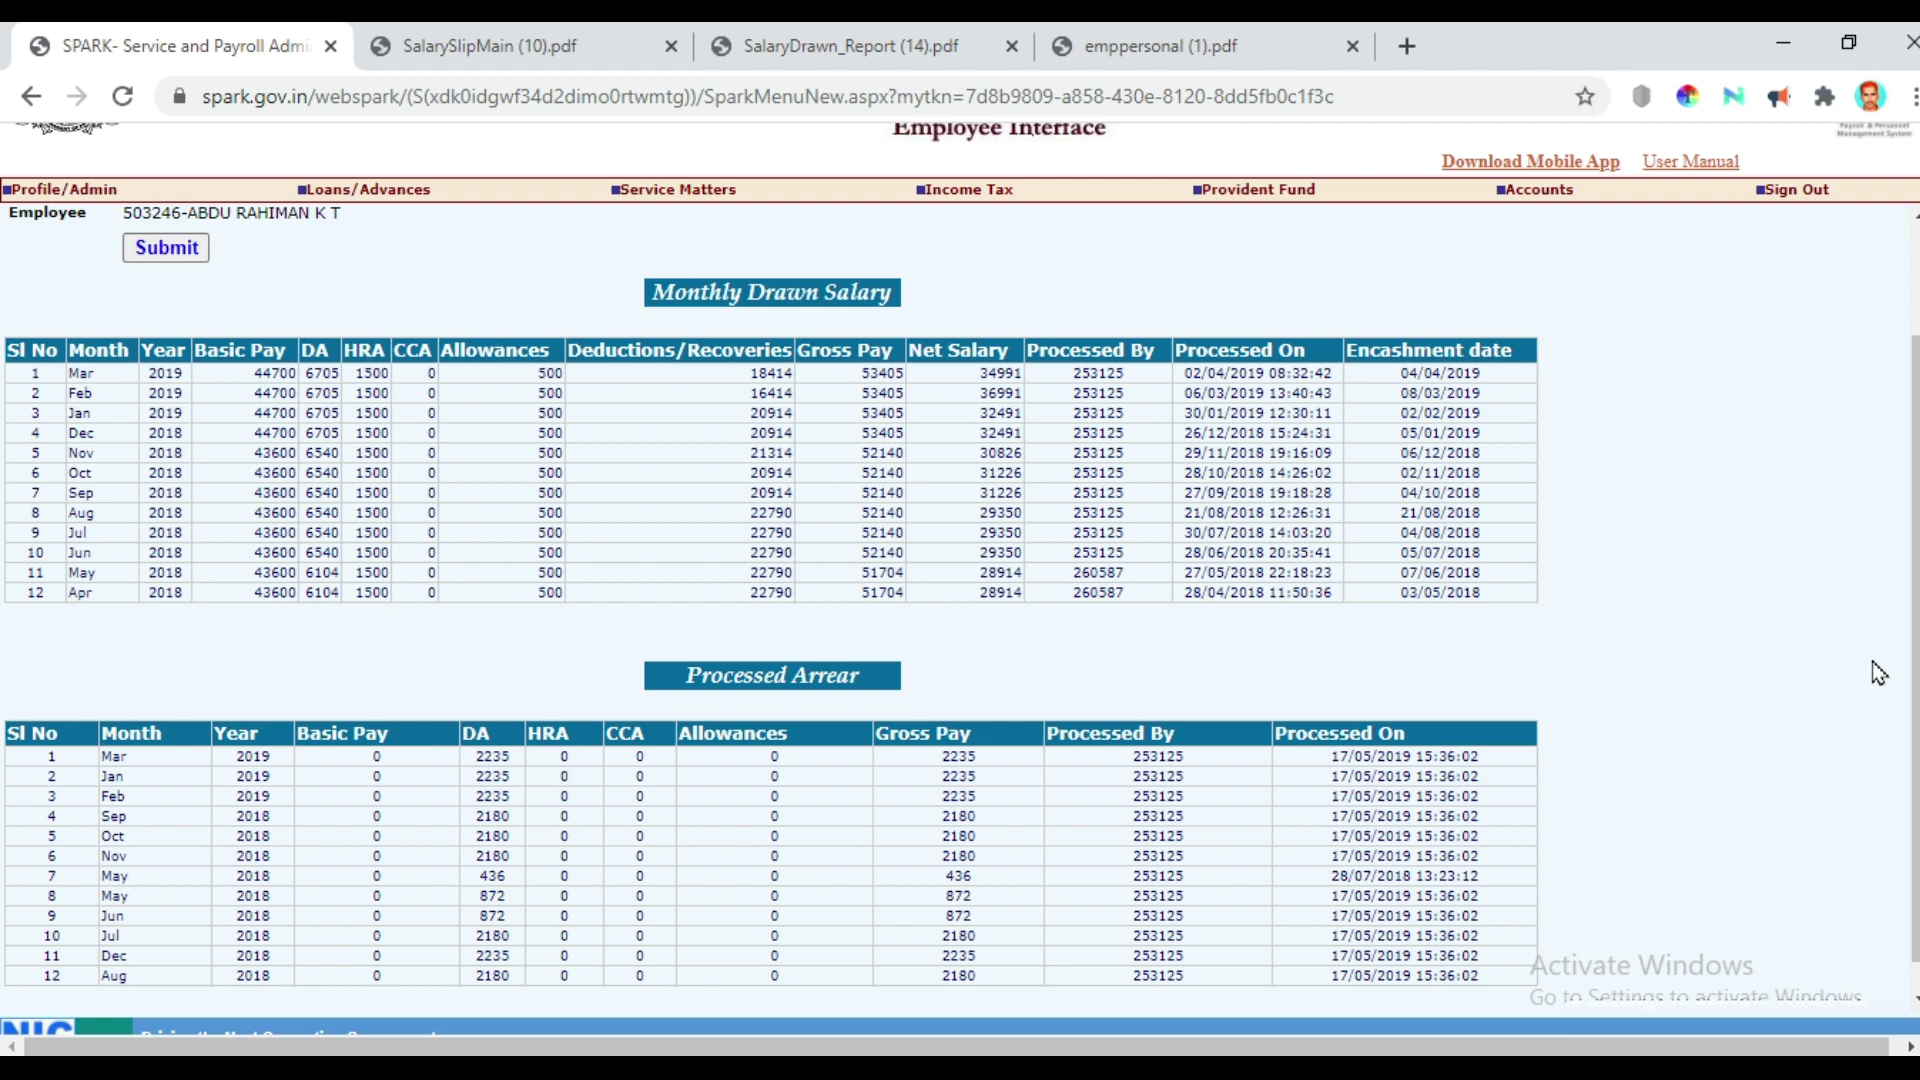 SPARK- Service and Payroll Admi
SalarySlipMain (10).pdf
SalaryDrawn_Report (14).pdf
emppersonal (1).pdf
spark.gov.in/webspark/(S(xdk0idgwf34d2dimo0rtwmtg))/SparkMenuNew.aspx?mytkn=7d8b9809-a858-430e-8120-8dd5fb0c1f3c
Employee Interface
Payroll & Personnel
Management System
Download Mobile App User Manual
Profile/Admin Loans/Advances Service Matters Income Tax Provident Fund Accounts Sign Out
Employee 503246-ABDU RAHIMAN K T
Submit
Monthly Drawn Salary
Sl No Month Year Basic Pay DA HRA CCA Allowances Deductions/Recoveries Gross Pay Net Salary Processed By Processed On Encashment date
1 Mar 2019 44700 6705 1500 0 500 18414 53405 34991 253125 02/04/2019 08:32:42 04/04/2019
2 Feb 2019 44700 6705 1500 0 500 16414 53405 36991 253125 06/03/2019 13:40:43 08/03/2019
3 Jan 2019 44700 6705 1500 0 500 20914 53405 32491 253125 30/01/2019 12:30:11 02/02/2019
4 Dec 2018 44700 6705 1500 0 500 20914 53405 32491 253125 26/12/2018 15:24:31 05/01/2019
5 Nov 2018 43600 6540 1500 0 500 21314 52140 30826 253125 29/11/2018 19:16:09 06/12/2018
6 Oct 2018 43600 6540 1500 0 500 20914 52140 31226 253125 28/10/2018 14:26:02 02/11/2018
7 Sep 2018 43600 6540 1500 0 500 20914 52140 31226 253125 27/09/2018 19:18:28 04/10/2018
8 Aug 2018 43600 6540 1500 0 500 22790 52140 29350 253125 21/08/2018 12:26:31 21/08/2018
9 Jul 2018 43600 6540 1500 0 500 22790 52140 29350 253125 30/07/2018 14:03:20 04/08/2018
10 Jun 2018 43600 6540 1500 0 500 22790 52140 29350 253125 28/06/2018 20:35:41 05/07/2018
11 May 2018 43600 6104 1500 0 500 22790 51704 28914 260587 27/05/2018 22:18:23 07/06/2018
12 Apr 2018 43600 6104 1500 0 500 22790 51704 28914 260587 28/04/2018 11:50:36 03/05/2018
Processed Arrear
Sl No Month Year Basic Pay DA HRA CCA Allowances Gross Pay Processed By Processed On
1 Mar 2019 0 2235 0 0 0 2235 253125 17/05/2019 15:36:02
2 Jan 2019 0 2235 0 0 0 2235 253125 17/05/2019 15:36:02
3 Feb 2019 0 2235 0 0 0 2235 253125 17/05/2019 15:36:02
4 Sep 2018 0 2180 0 0 0 2180 253125 17/05/2019 15:36:02
5 Oct 2018 0 2180 0 0 0 2180 253125 17/05/2019 15:36:02
6 Nov 2018 0 2180 0 0 0 2180 253125 17/05/2019 15:36:02
7 May 2018 0 436 0 0 0 436 253125 28/07/2018 13:23:12
8 May 2018 0 872 0 0 0 872 253125 17/05/2019 15:36:02
9 Jun 2018 0 872 0 0 0 872 253125 17/05/2019 15:36:02
10 Jul 2018 0 2180 0 0 0 2180 253125 17/05/2019 15:36:02
11 Dec 2018 0 2235 0 0 0 2235 253125 17/05/2019 15:36:02
12 Aug 2018 0 2180 0 0 0 2180 253125 17/05/2019 15:36:02
Activate Windows
Go to Settings to activate Windows.
NIC